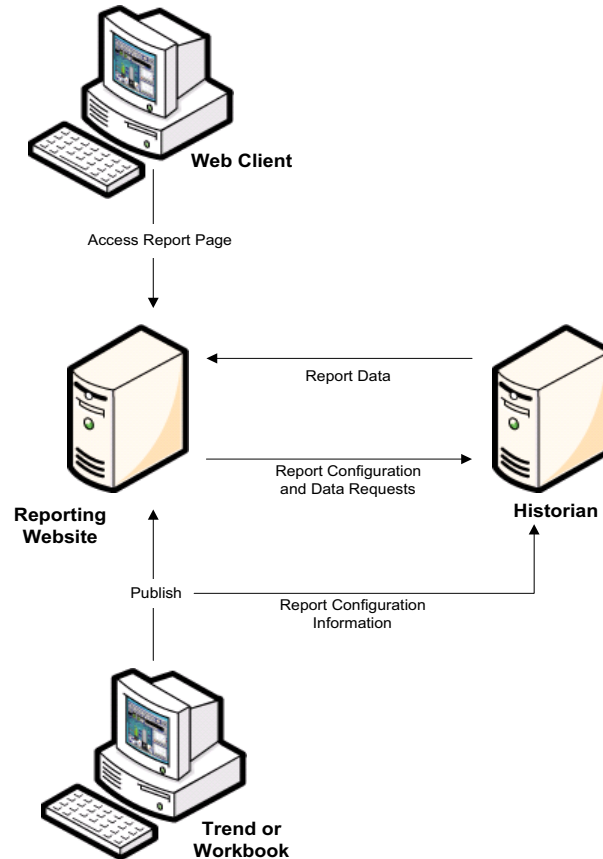 Web Client
Access Report Page
Report Data
Report Configuration
and Data Requests
Reporting
Website
Historian
Publish
Report Configuration
Information
Trend or
Workbook